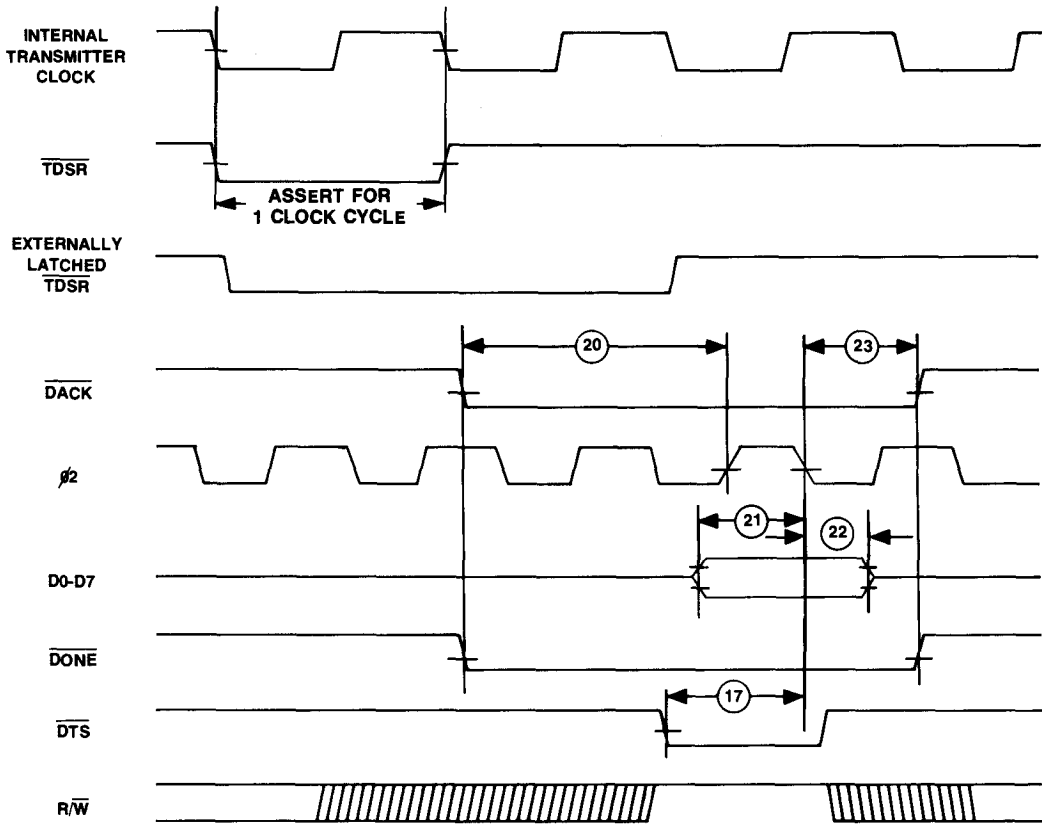 INTERNAL
TRANSMITTER
CLOCK
TDSR
ASSERT FOR
1 CLOCK CYCLE
EXTERNALLY
LATCHED
TDSR
20
23
DACK
ø2
21
22
D0-D7
DONE
17
DTS
R/W